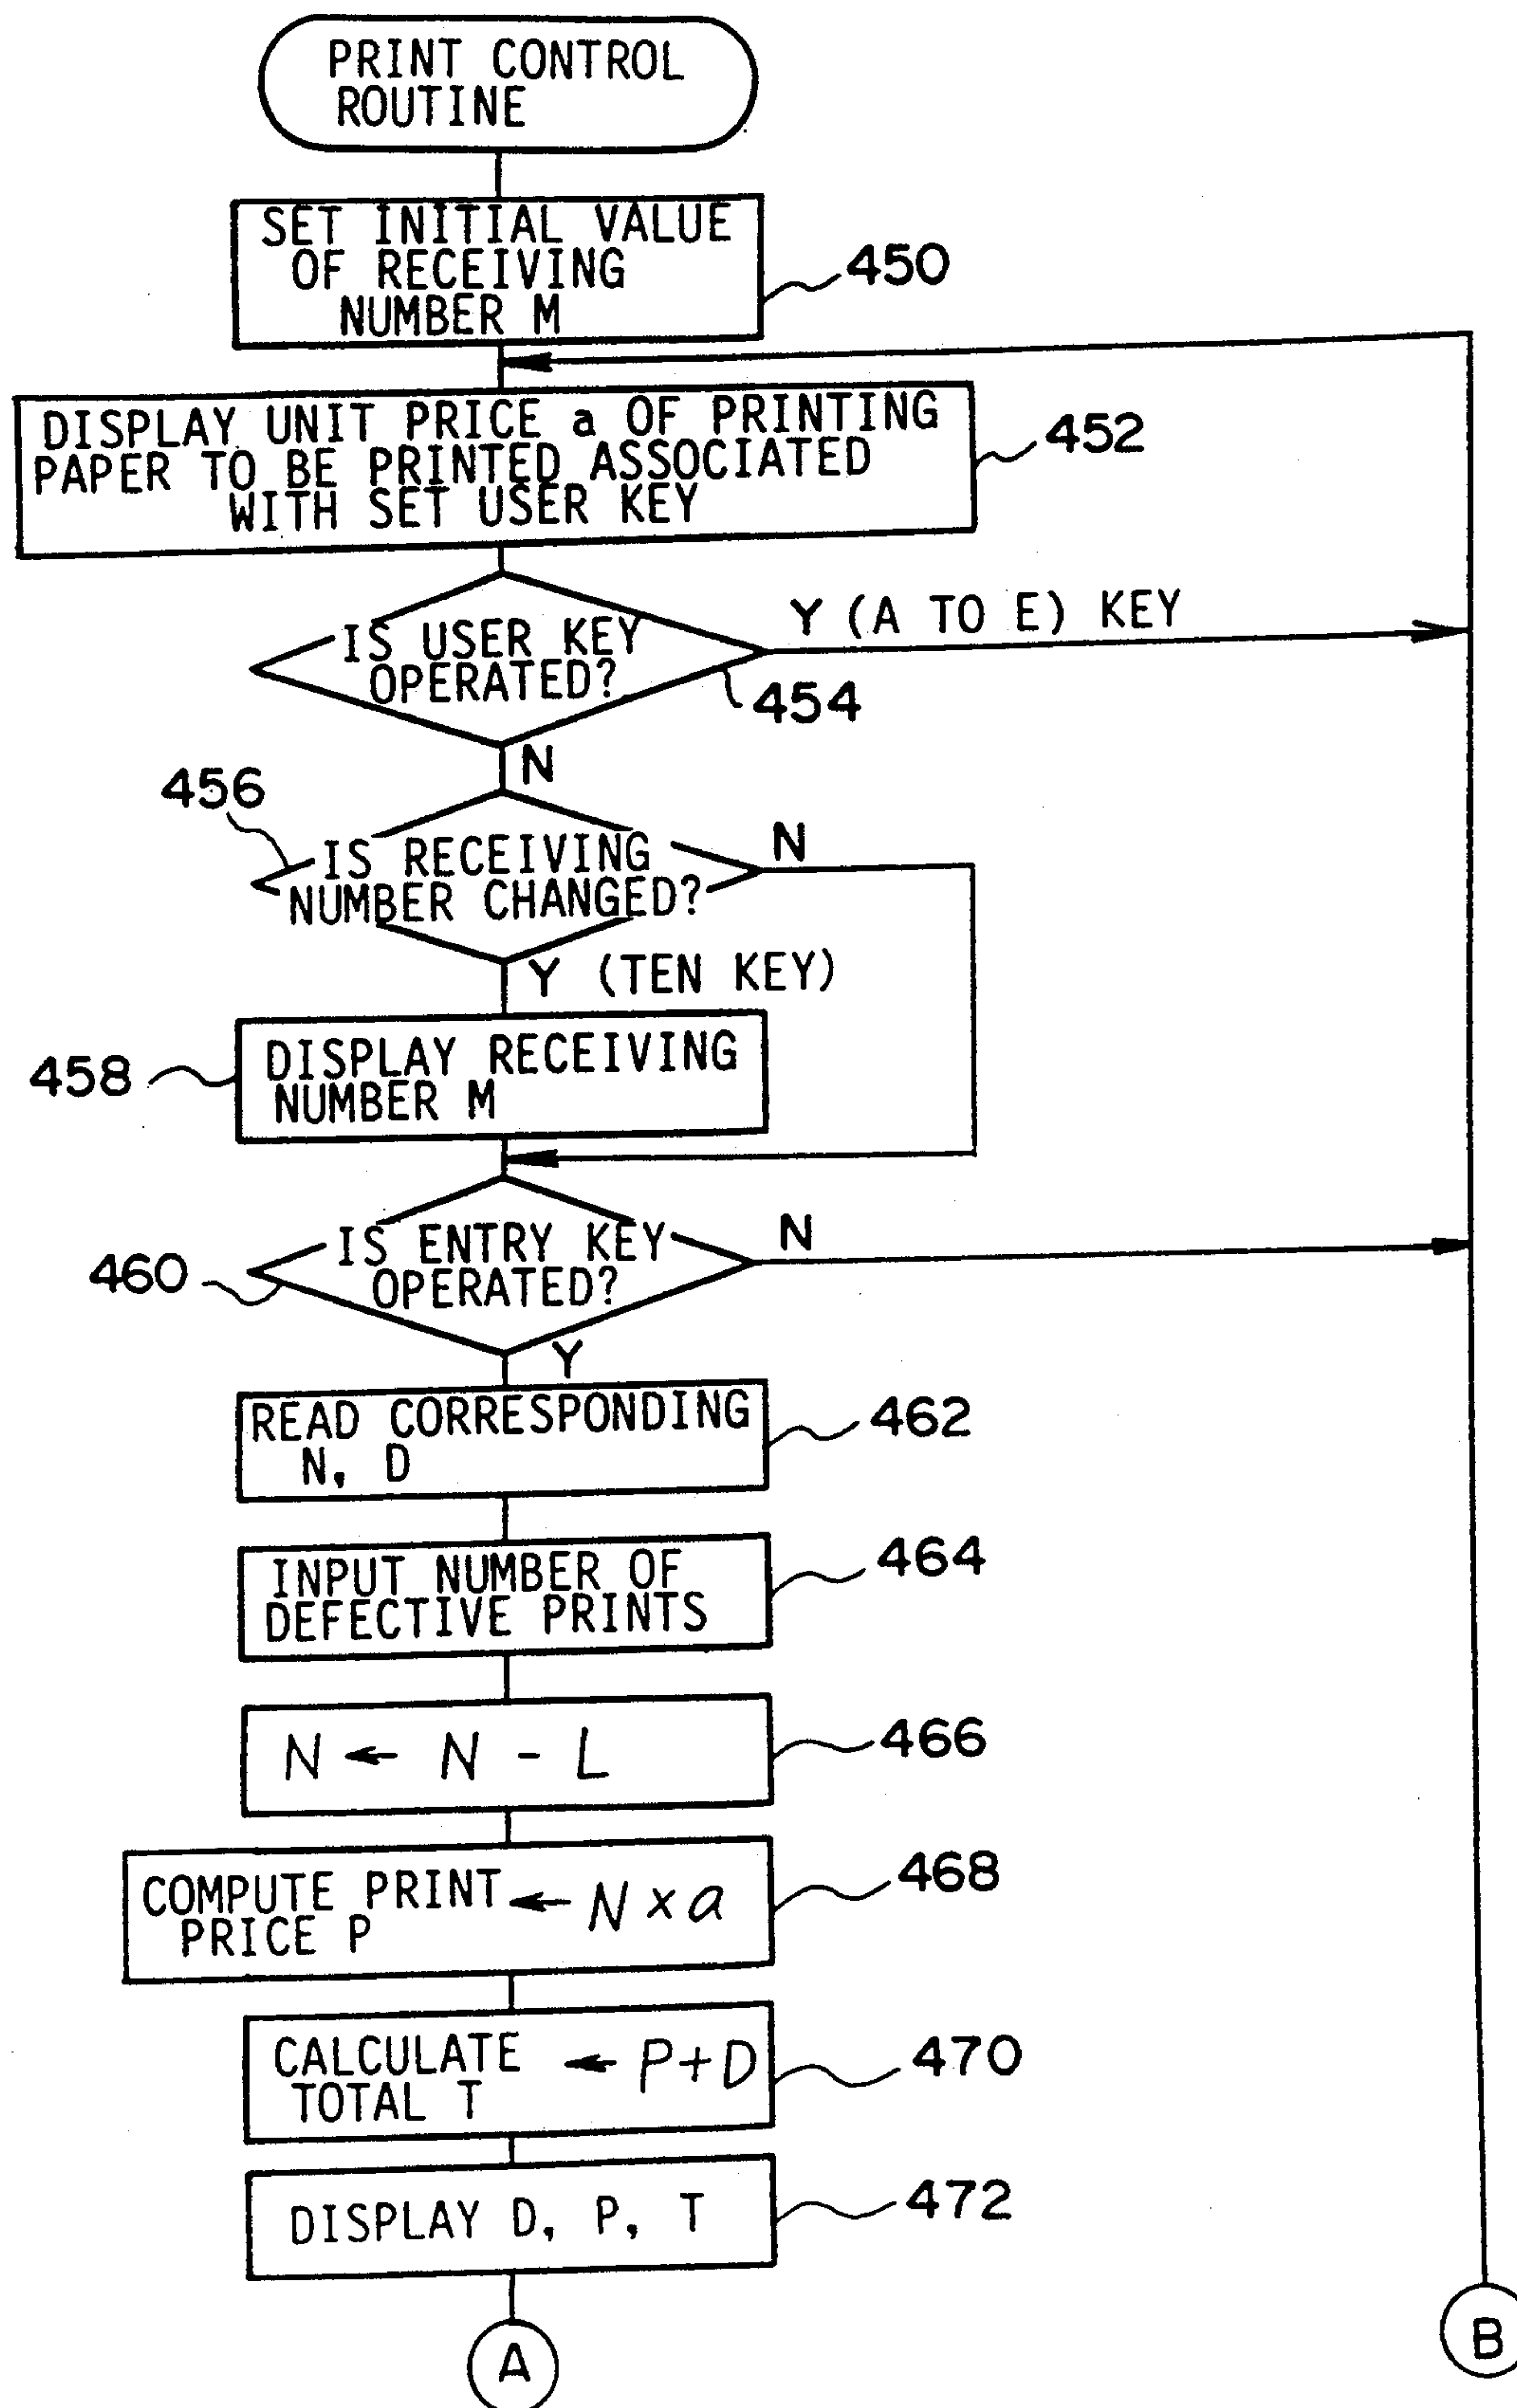 PRINT CONTROL
ROUTINE
SET INITIAL VALUE
OF RECEIVING
NUMBER M
450
DISPLAY UNIT PRICE a OF PRINTING
PAPER TO BE PRINTED ASSOCIATED
WITH SET USER KEY
452
IS USER KEY
OPERATED?
Y (A TO E) KEY
454
N
456
IS RECEIVING
NUMBER CHANGED?
N
Y (TEN KEY)
458
DISPLAY RECEIVING
NUMBER M
IS ENTRY KEY
OPERATED?
N
460
Y
READ CORRESPONDING
N, D
462
INPUT NUMBER OF
DEFECTIVE PRINTS
464
N ← N - L
466
COMPUTE PRINT
PRICE P
← N × a
468
CALCULATE
TOTAL T
← P+D
470
DISPLAY D, P, T
472
A
B